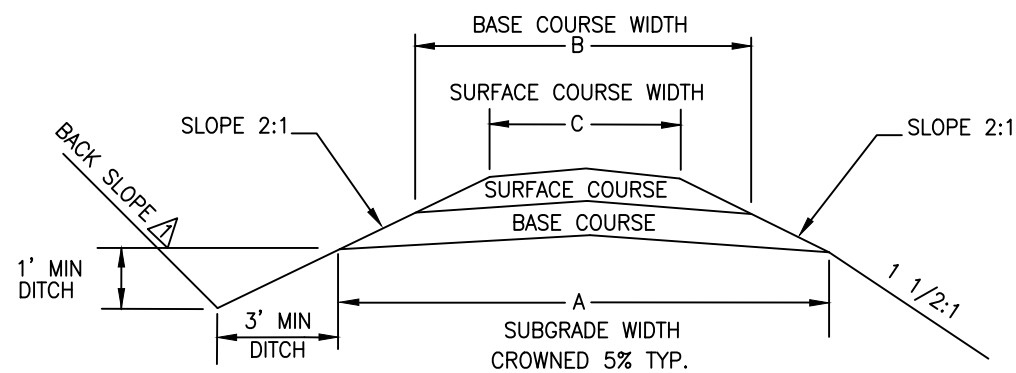 BASE COURSE WIDTH
B
SURFACE COURSE WIDTH
C
SLOPE 2:1
SLOPE 2:1
BACK SLOPE 1
SURFACE COURSE
BASE COURSE
1' MIN
DITCH
3' MIN
DITCH
A
SUBGRADE WIDTH
CROWNED 5% TYP.
1 1/2:1